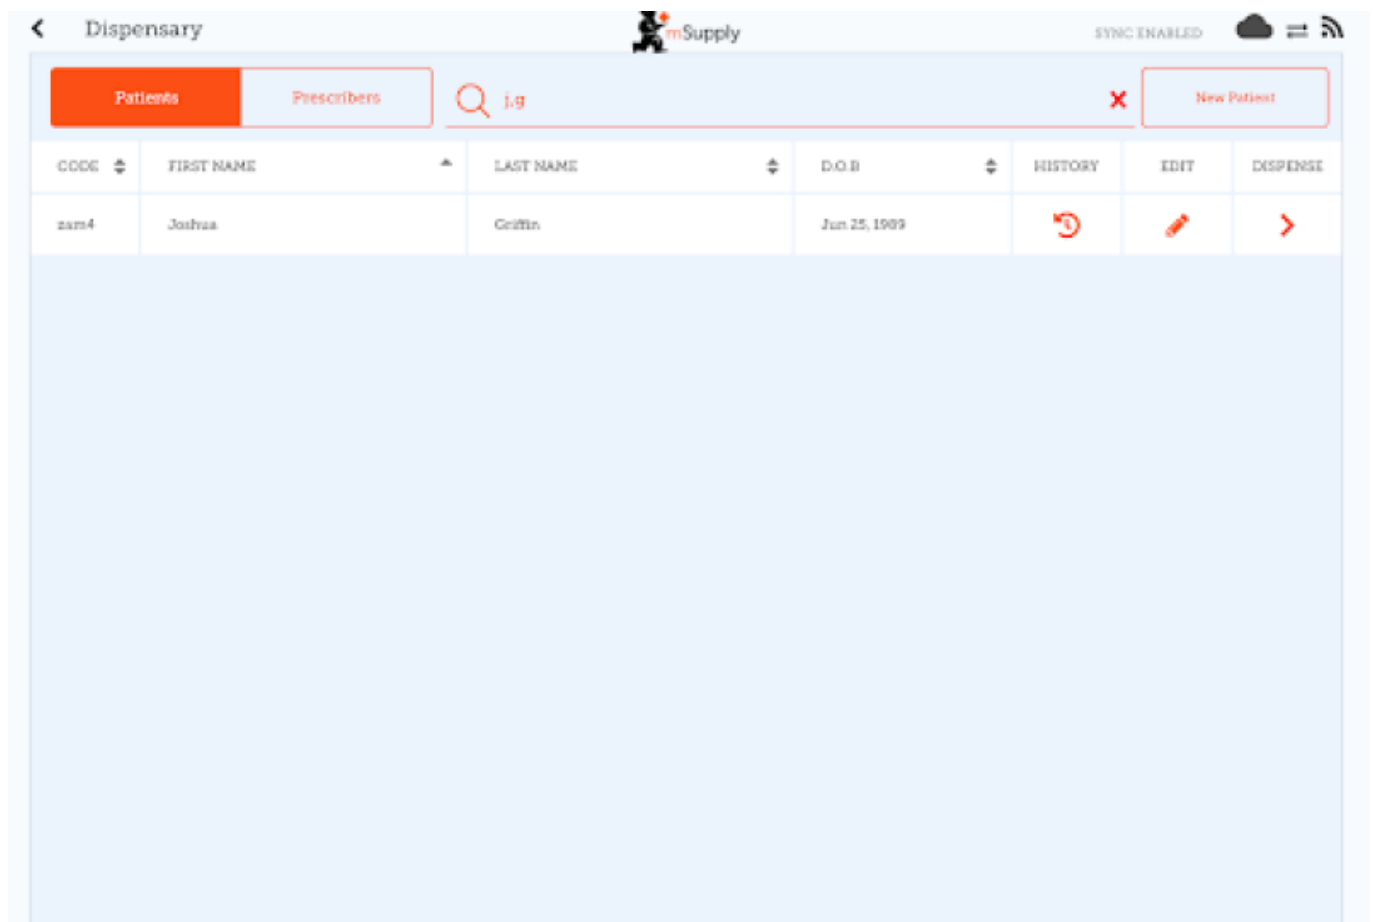 Dispensary
mSupply
SYNC ENABLED
Patients
Prescribers
j,g
New Patient
CODE FIRST NAME LAST NAME D.O.B HISTORY EDIT DISPENSE
zam4 Joshua Griffin Jun 25, 1989